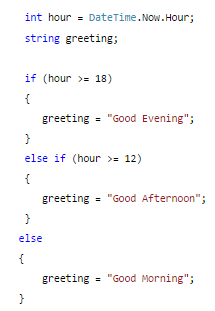 int hour = DateTime.Now.Hour;
string greeting;
if (hour >= 18)
{
greeting = "Good Evening";
}
else if (hour >= 12)
{
greeting = "Good Afternoon";
}
else
{
greeting = "Good Morning";
}